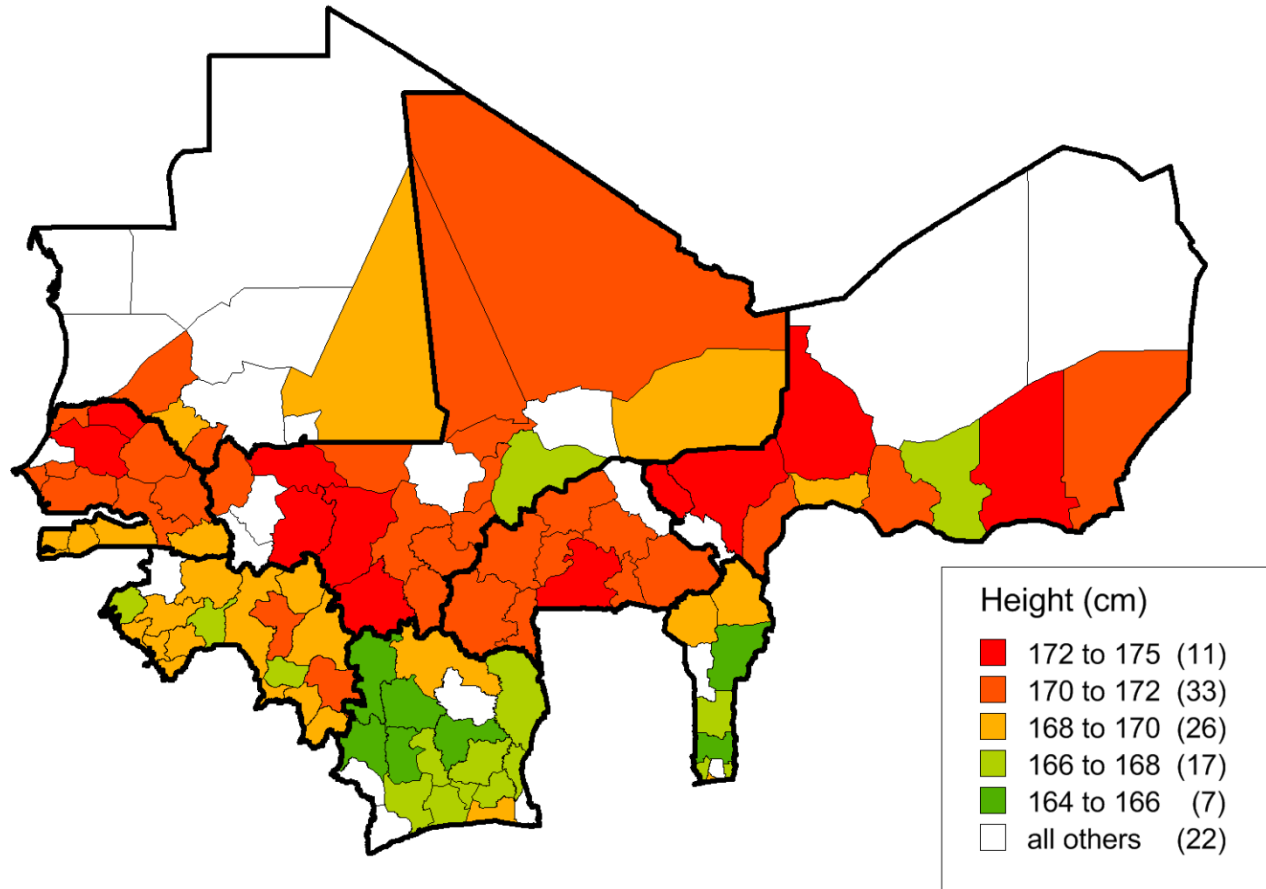 Height (cm)
172 to 175 (11)
170 to 172 (33)
168 to 170 (26)
166 to 168 (17)
164 to 166 (7)
all others (22)